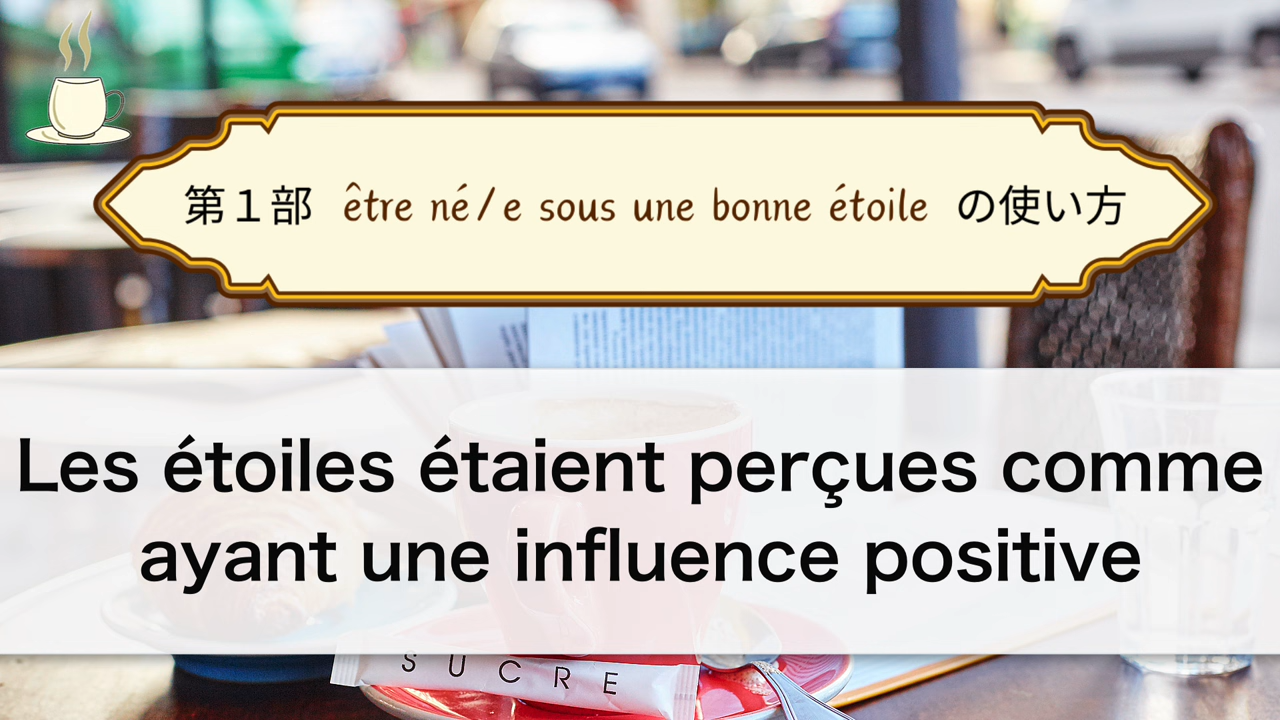 第１部 être né/e sous une bonne étoile の使い方
Les étoiles étaient perçues comme
ayant une influence positive
SUCRE